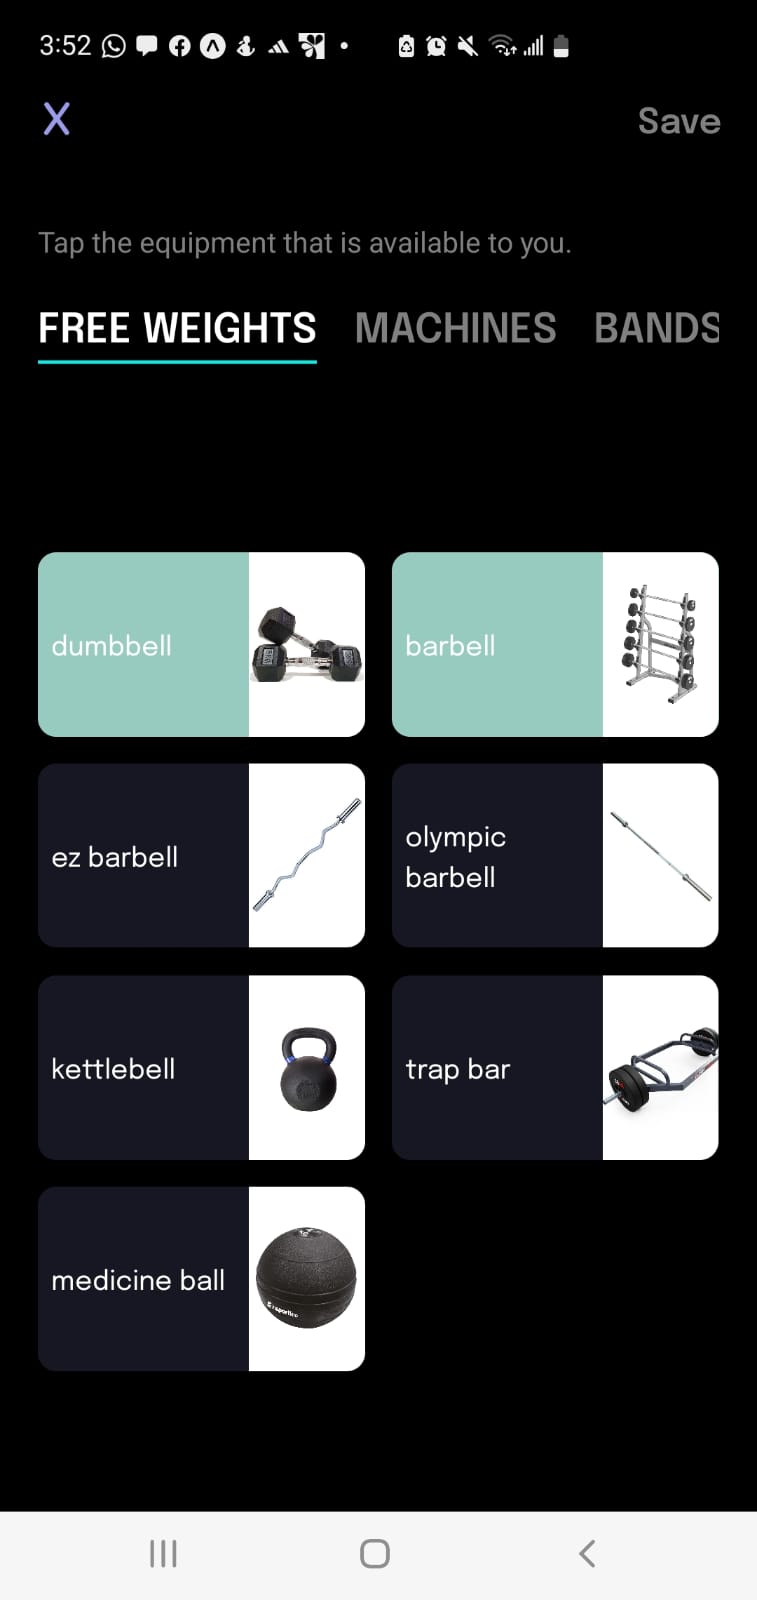 3:52
X
Save
Tap the equipment that is available to you.
FREE WEIGHTS MACHINES BANDS
dumbbell
barbell
ez barbell
olympic
barbell
kettlebell
trap bar
medicine ball